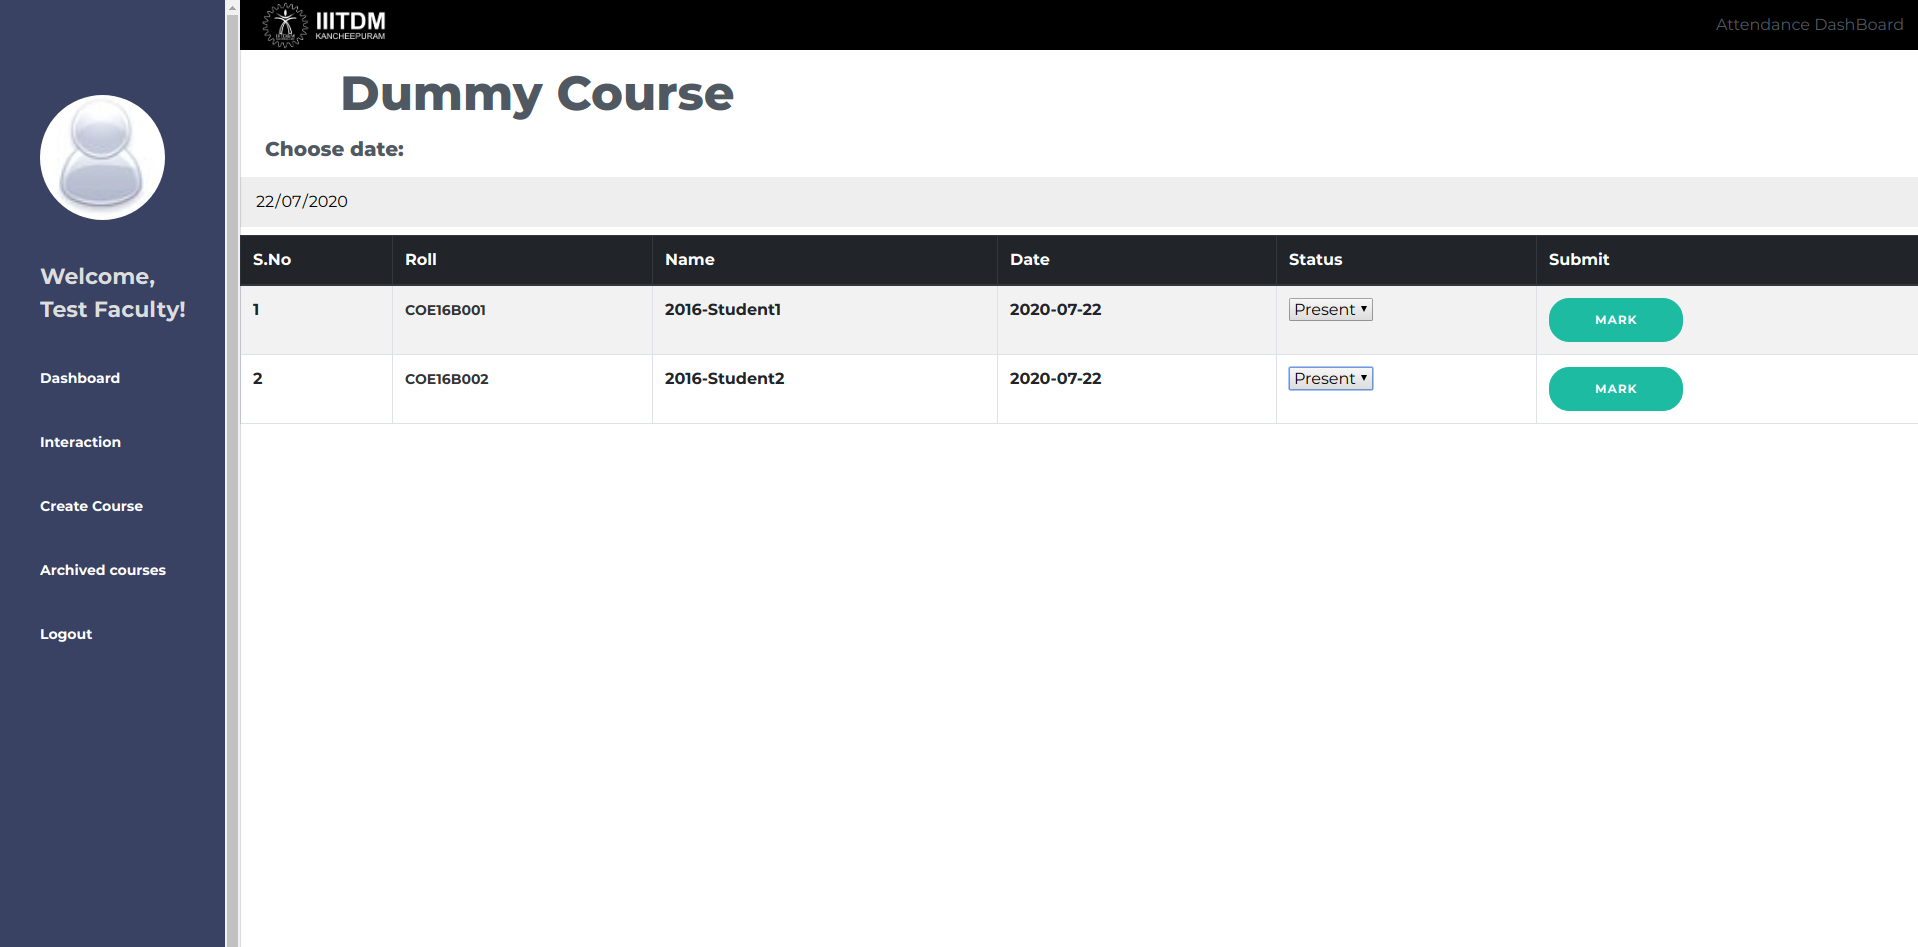 IIITDM
KANCHEEPURAM
Attendance DashBoard
Welcome,
Test Faculty!
Dashboard
Interaction
Create Course
Archived courses
Logout
Dummy Course
Choose date:
22/07/2020
S.No Roll Name Date Status Submit
1 COE16B001 2016-Student1 2020-07-22 Present MARK
2 COE16B002 2016-Student2 2020-07-22 Present MARK